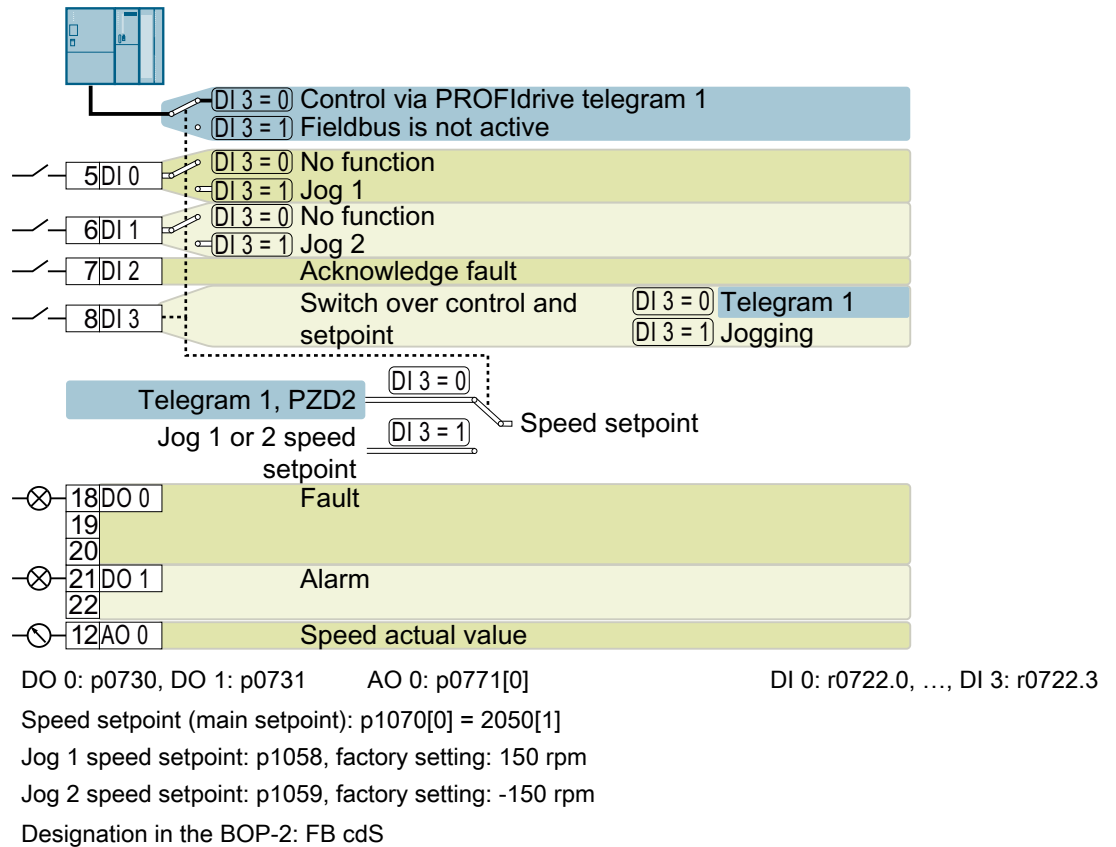 DI 3 = 0 Control via PROFIdrive telegram 1
DI 3 = 1 Fieldbus is not active
5 DI 0 DI 3 = 0 No function
DI 3 = 1 Jog 1
6 DI 1 DI 3 = 0 No function
DI 3 = 1 Jog 2
7 DI 2 Acknowledge fault
8 DI 3 Switch over control and setpoint
DI 3 = 0 Telegram 1
DI 3 = 1 Jogging
Telegram 1, PZD2 DI 3 = 0
Speed setpoint
Jog 1 or 2 speed DI 3 = 1
setpoint
18 DO 0 Fault
19
20
21 DO 1 Alarm
22
12 AO 0 Speed actual value
DO 0: p0730, DO 1: p0731 AO 0: p0771[0] DI 0: r0722.0, …, DI 3: r0722.3
Speed setpoint (main setpoint): p1070[0] = 2050[1]
Jog 1 speed setpoint: p1058, factory setting: 150 rpm
Jog 2 speed setpoint: p1059, factory setting: -150 rpm
Designation in the BOP-2: FB cdS